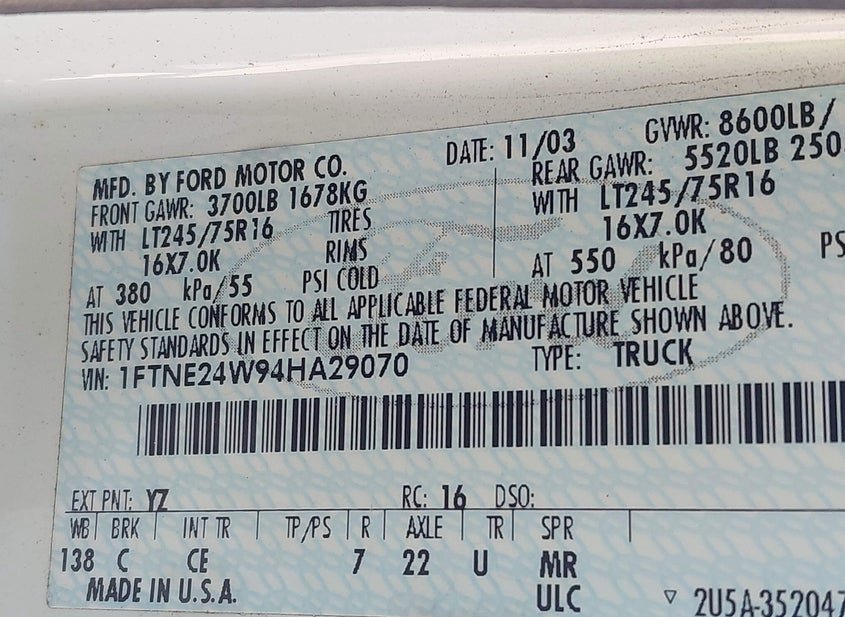 MFD. BY FORD MOTOR CO. DATE: 11/03 GVWR: 8600LB/
FRONT GAWR: 3700LB 1678KG REAR GAWR: 5520LB 250
WITH LT245/75R16 TIRES WITH LT245/75R16
16X7.0K RIMS 16X7.0K
AT 380 kPa/55 PSI COLD AT 550 kPa/80 PS
THIS VEHICLE CONFORMS TO ALL APPLICABLE FEDERAL MOTOR VEHICLE
SAFETY STANDARDS IN EFFECT ON THE DATE OF MANUFACTURE SHOWN ABOVE.
VIN: 1FTNE24W94HA29070 TYPE: TRUCK
EXT PNT: YZ RC: 16 DSO:
WB BRK INT TR TP/PS R AXLE TR SPR
138 C CE 7 22 U MR
MADE IN U.S.A. ULC ▽ 2U5A-352047